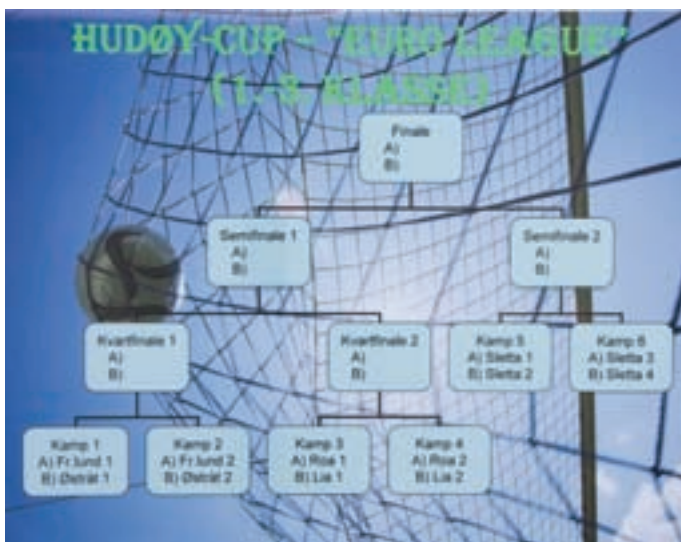 HUDØY-CUP - "EURO LEAGUE"
(1.-3. KLASSE)
Finale
A)
B)
Semifinale 1
A)
B)
Semifinale 2
A)
B)
Kvartfinale 1
A)
B)
Kvartfinale 2
A)
B)
Kamp 5
A) Sletta 1
B) Sletta 2
Kamp 6
A) Sletta 3
B) Sletta 4
Kamp 1
A) Fr.lund 1
B) Østråt 1
Kamp 2
A) Fr.lund 2
B) Østråt 2
Kamp 3
A) Roa 1
B) Lia 1
Kamp 4
A) Roa 2
B) Lia 2